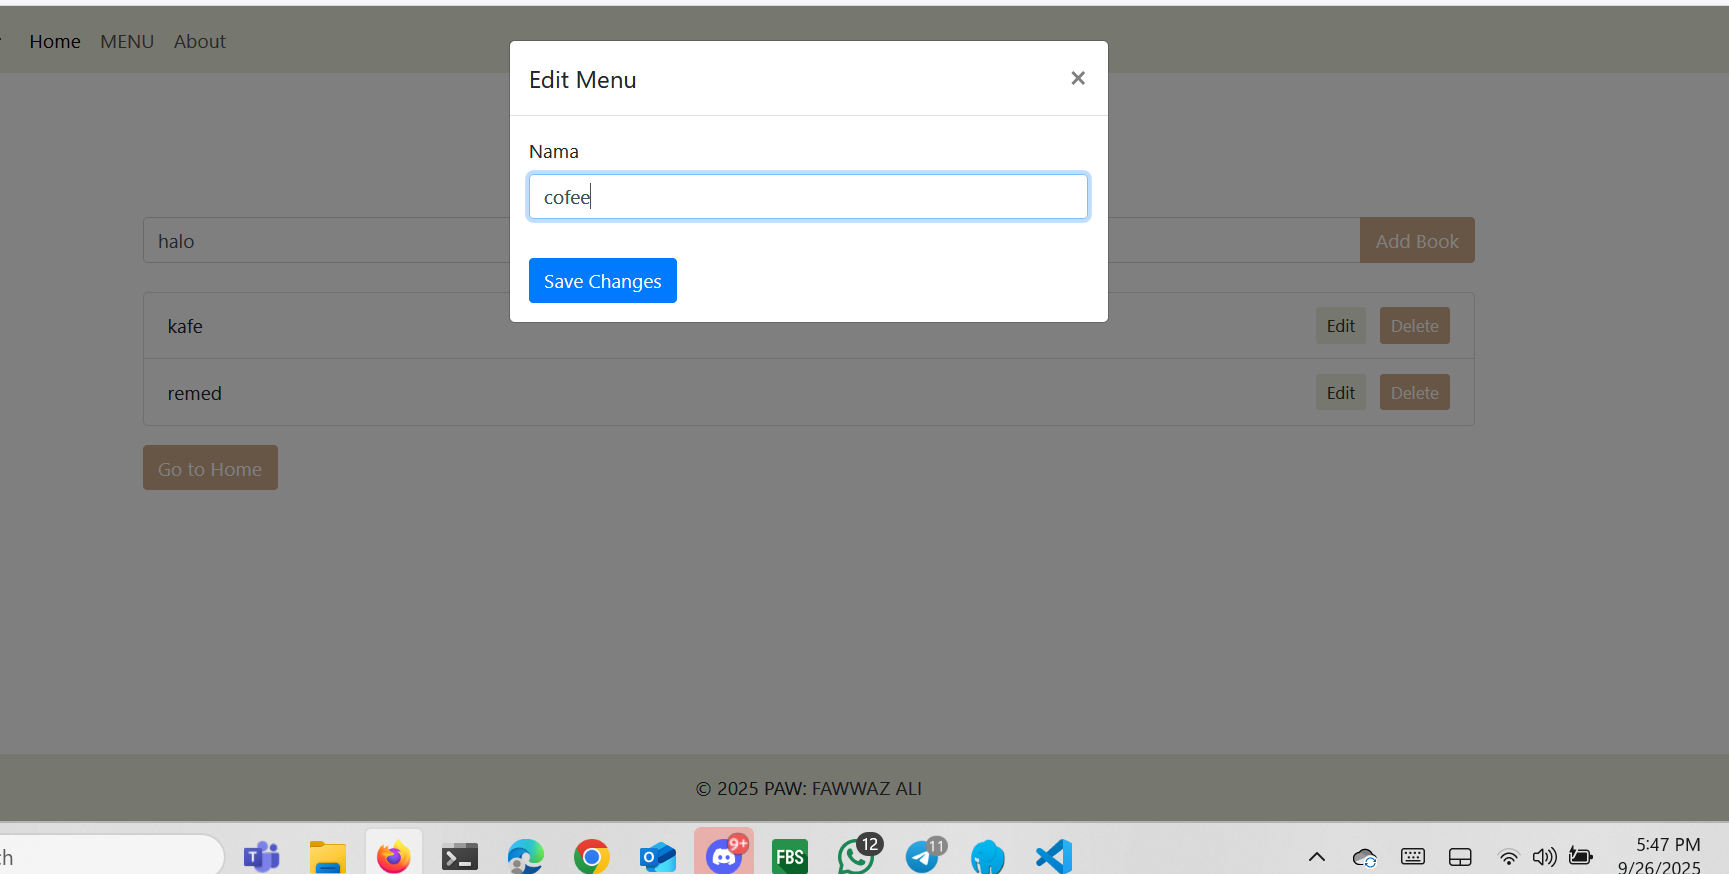 Home MENU About
Edit Menu ×
Nama
cofee
halo Add Book
Save Changes
kafe Edit Delete
remed Edit Delete
Go to Home
© 2025 PAW: FAWWAZ ALI
9+ FBS 12 11
5:47 PM
9/26/2025